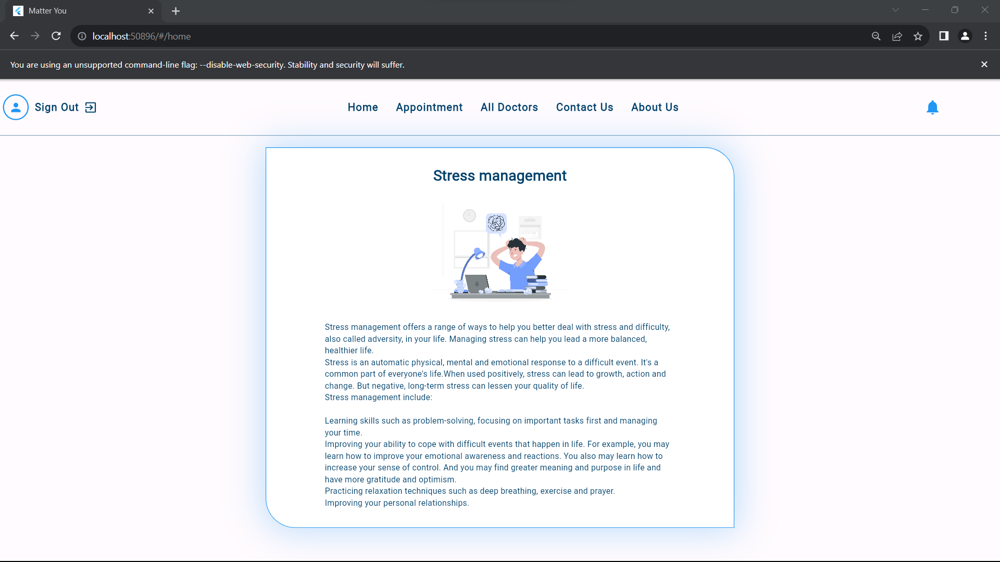 Matter You
localhost:50896/#/home
You are using an unsupported command-line flag: --disable-web-security. Stability and security will suffer.
Sign Out
Home Appointment All Doctors Contact Us About Us
Stress management
Stress management offers a range of ways to help you better deal with stress and difficulty,
also called adversity, in your life. Managing stress can help you lead a more balanced,
healthier life.
Stress is an automatic physical, mental and emotional response to a difficult event. It's a
common part of everyone's life.When used positively, stress can lead to growth, action and
change. But negative, long-term stress can lessen your quality of life.
Stress management include:
Learning skills such as problem-solving, focusing on important tasks first and managing
your time.
Improving your ability to cope with difficult events that happen in life. For example, you may
learn how to improve your emotional awareness and reactions. You also may learn how to
increase your sense of control. And you may find greater meaning and purpose in life and
have more gratitude and optimism.
Practicing relaxation techniques such as deep breathing, exercise and prayer.
Improving your personal relationships.